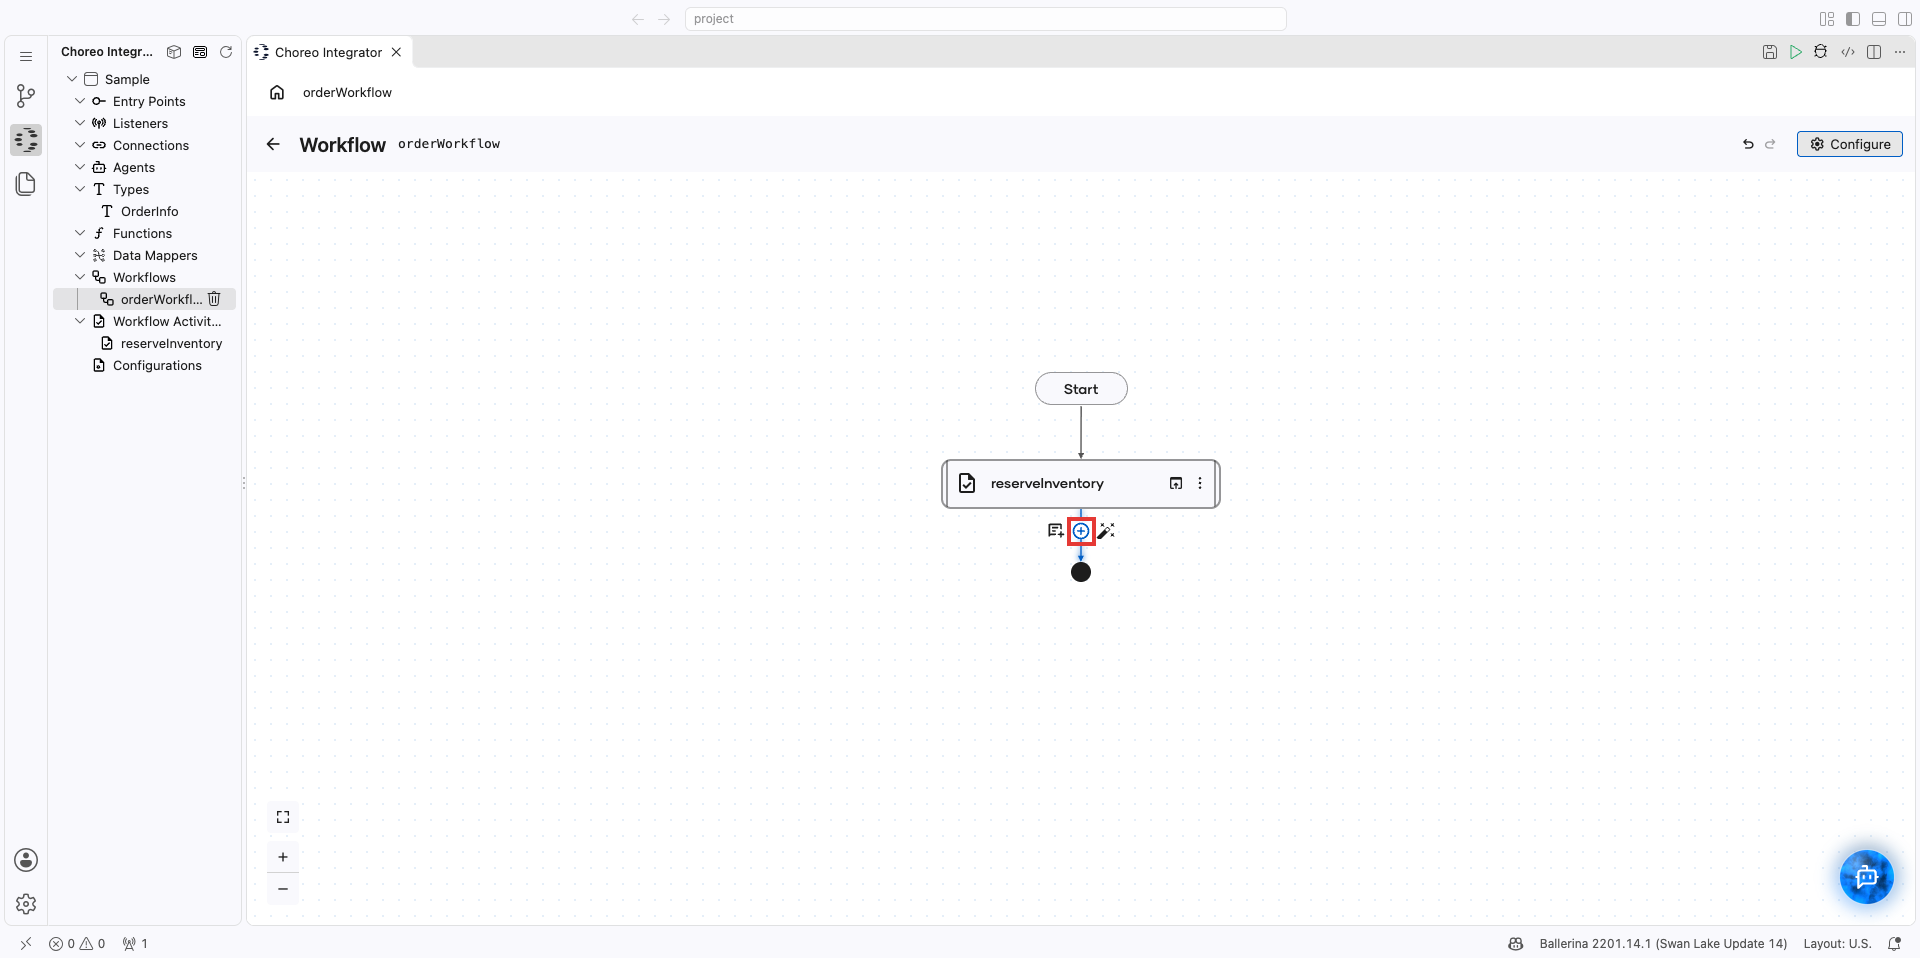 project
Choreo Integr...
Choreo Integrator
Sample
Entry Points
Listeners
Connections
Agents
Types
OrderInfo
Functions
Data Mappers
Workflows
orderWorkfl...
Workflow Activit...
reserveInventory
Configurations
orderWorkflow
Workflow orderWorkflow
Configure
Start
reserveInventory
0 0 1
Ballerina 2201.14.1 (Swan Lake Update 14) Layout: U.S.